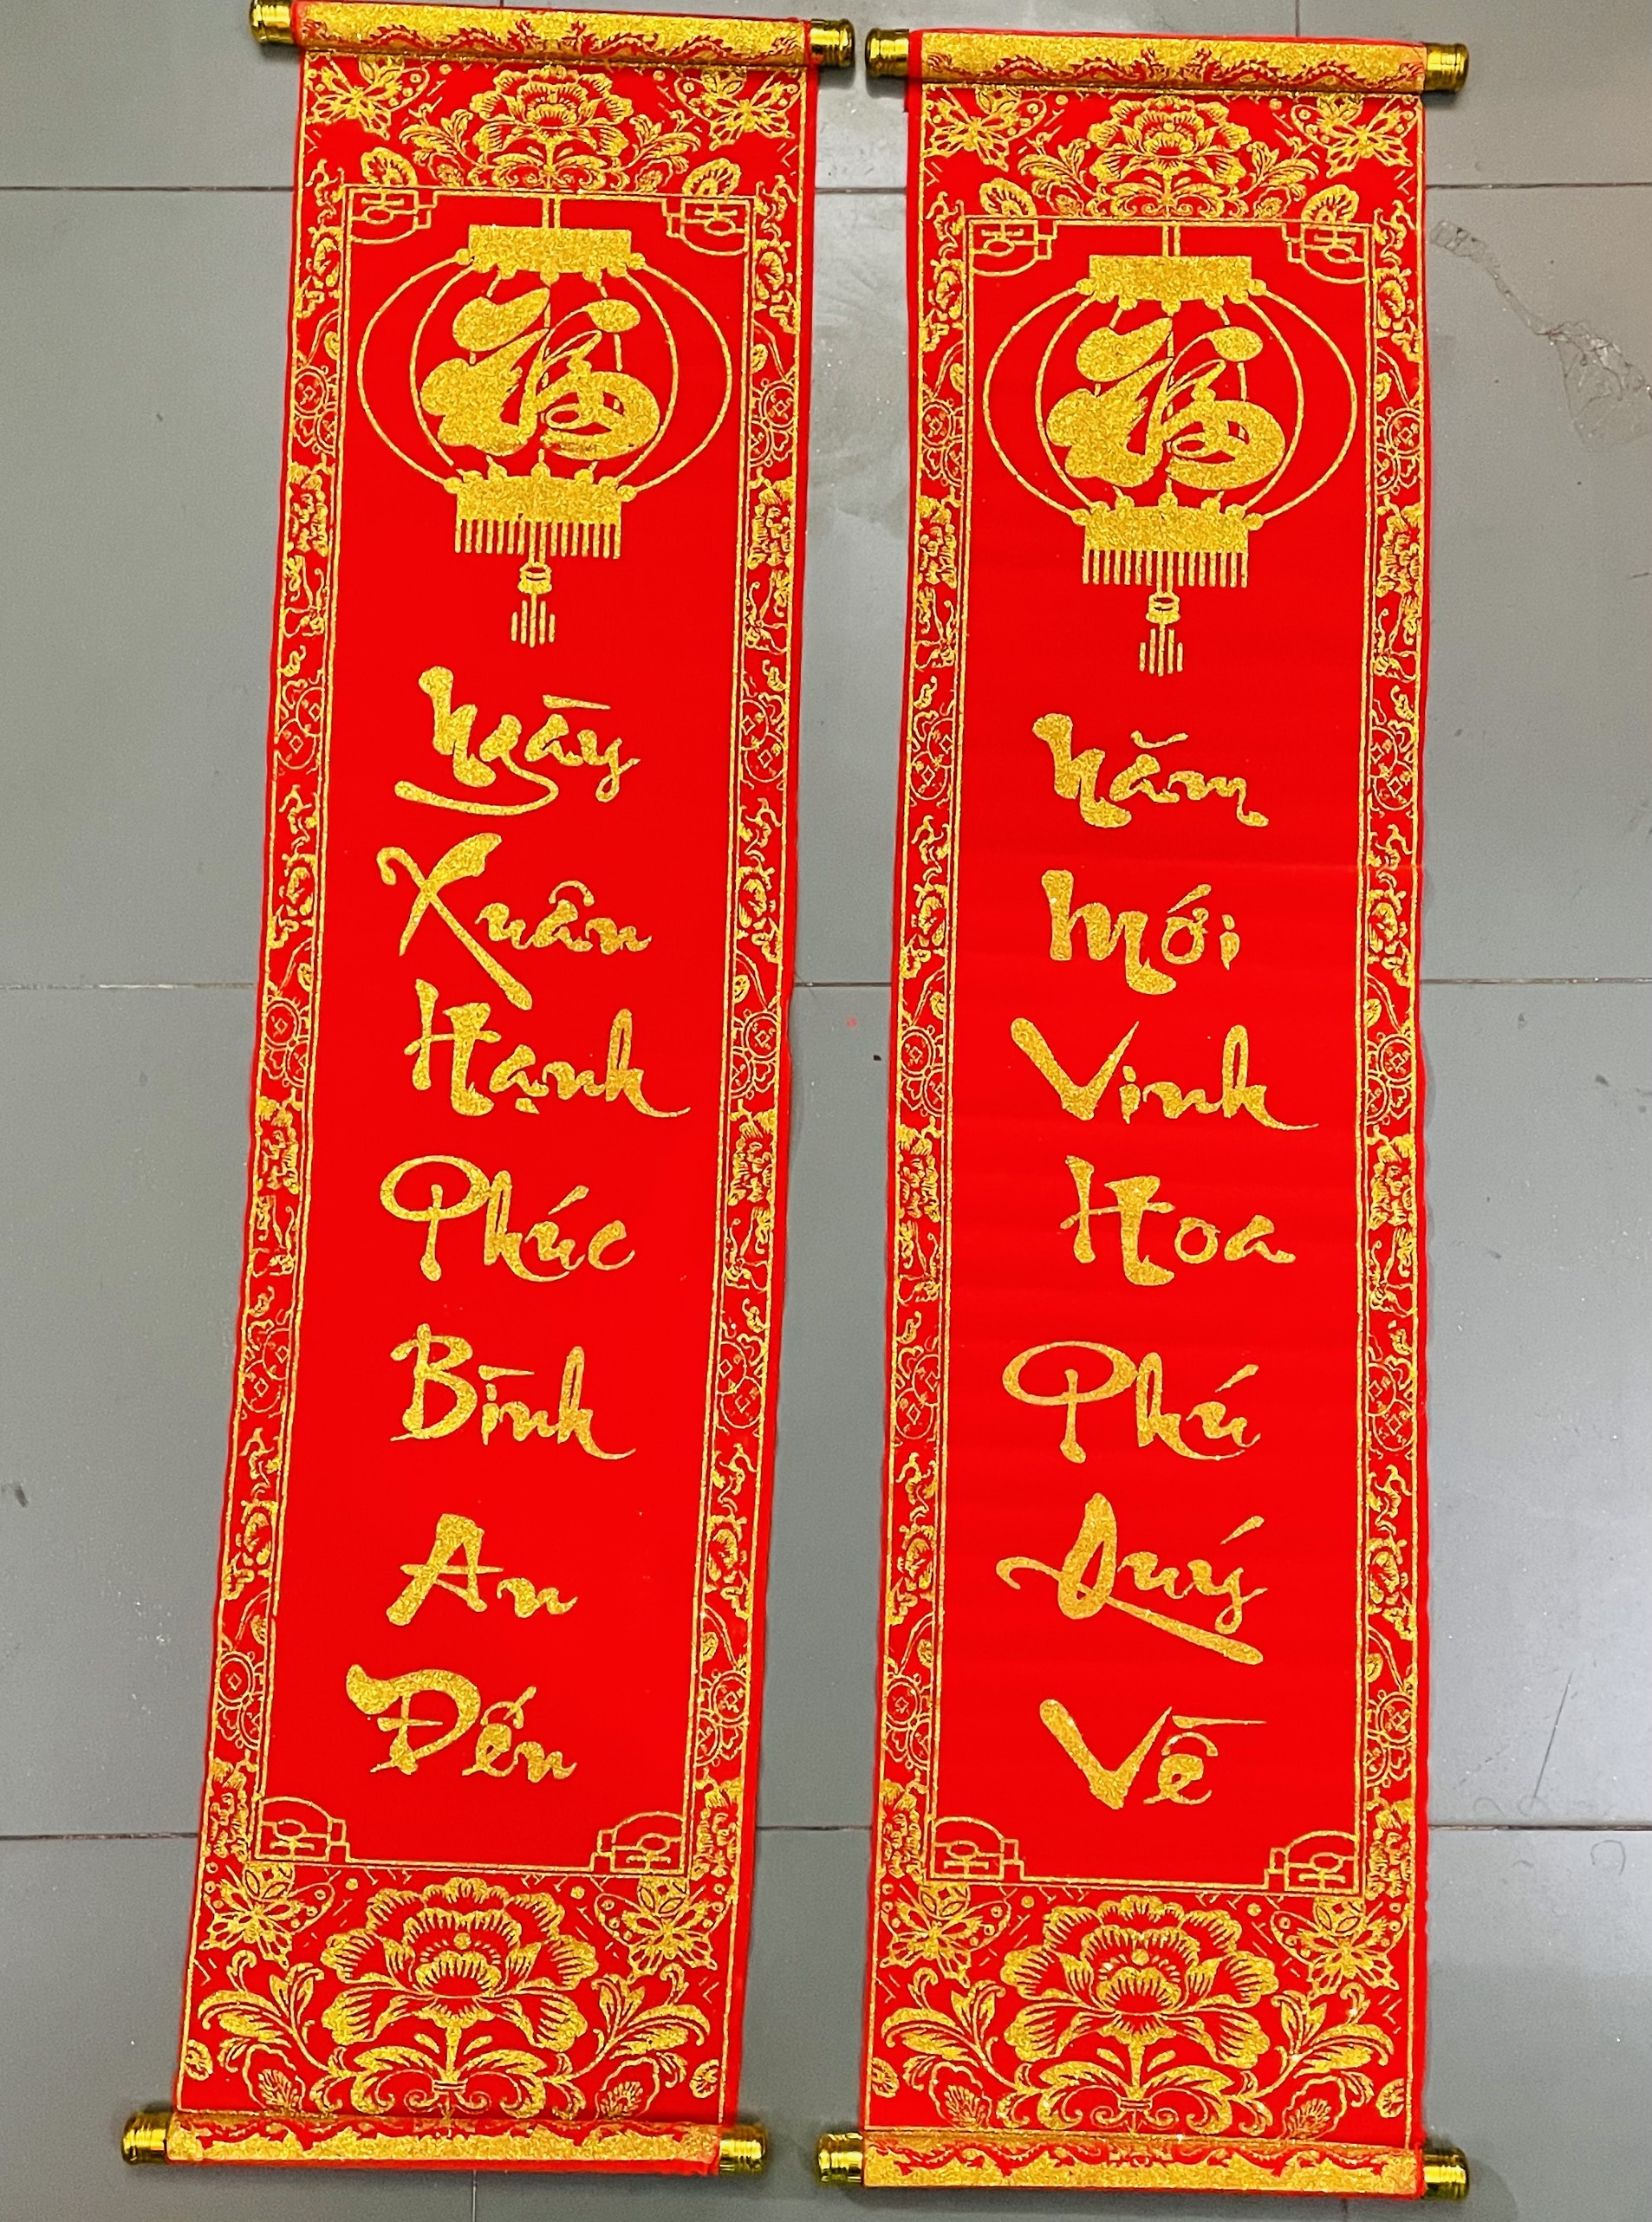 福
Ngày
Xuân
Hạnh
Phúc
Bình
An
Đến
福
Năm
Mới
Vinh
Hoa
Phú
Quý
Về